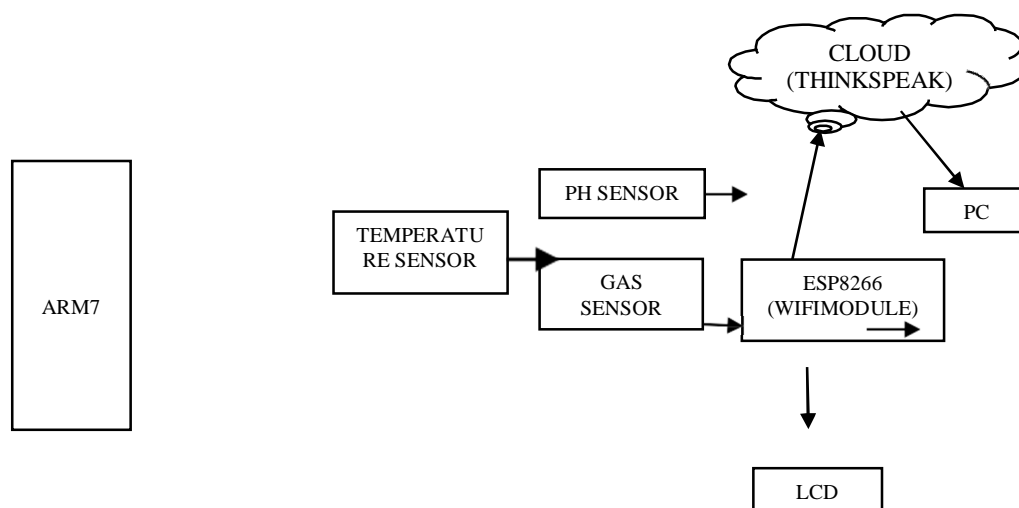 CLOUD
(THINKSPEAK)
PH SENSOR
PC
TEMPERATU
RE SENSOR
GAS
SENSOR
ESP8266
(WIFIMODULE)
ARM7
LCD